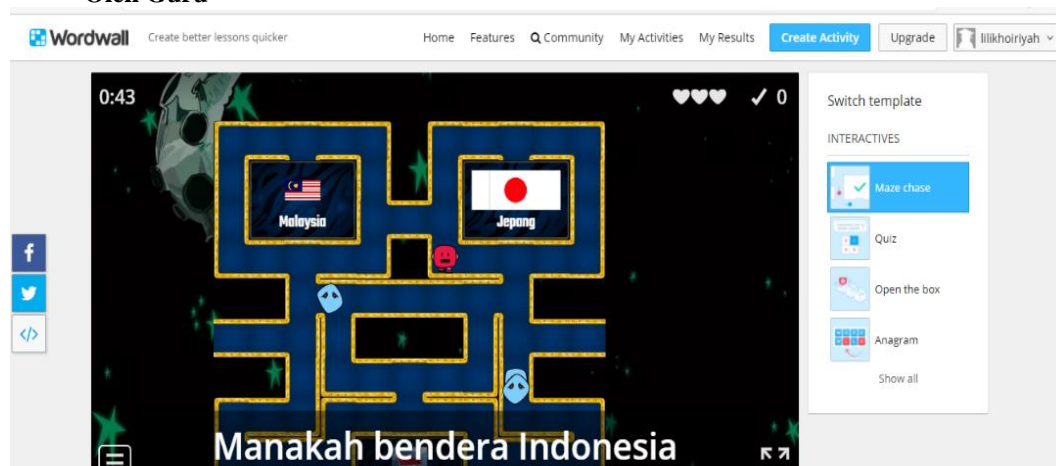 Oleh Guru
Wordwall Create better lessons quicker Home Features Community My Activities My Results Create Activity Upgrade lilikhoiriyah
0:43 0
Malaysia Jepang
Manakah bendera Indonesia
Switch template
INTERACTIVES
Maze chase
Quiz
Open the box
Anagram
Show all
f